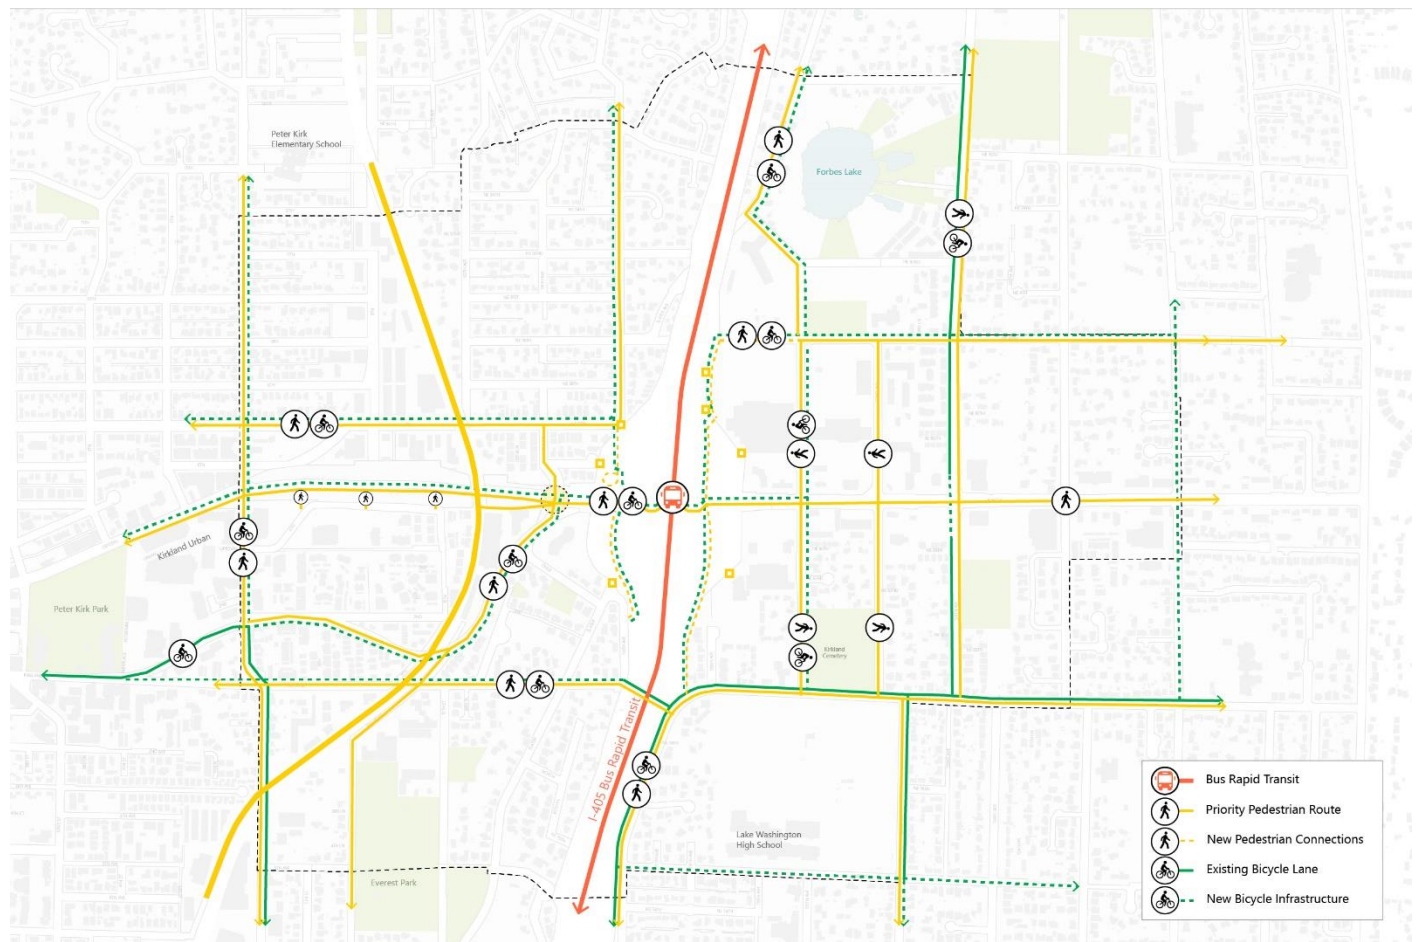 Peter Kirk
Elementary School
Forbes Lake
Kirkland Urban
Peter Kirk Park
Kirkland
Cemetery
I-405 Bus Rapid Transit
Lake Washington
High School
Everest Park
Bus Rapid Transit
Priority Pedestrian Route
New Pedestrian Connections
Existing Bicycle Lane
New Bicycle Infrastructure